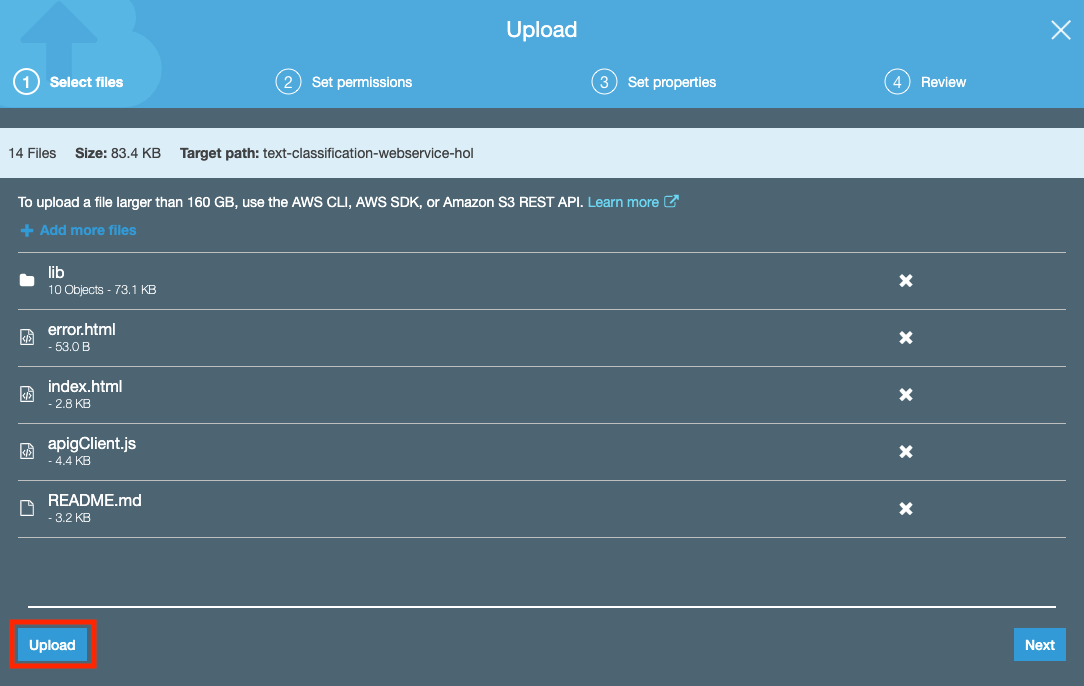 Upload
1 Select files 2 Set permissions 3 Set properties 4 Review
14 Files Size: 83.4 KB Target path: text-classification-webservice-hol
To upload a file larger than 160 GB, use the AWS CLI, AWS SDK, or Amazon S3 REST API. Learn more
Add more files
lib
10 Objects - 73.1 KB
error.html
- 53.0 B
index.html
- 2.8 KB
apigClient.js
- 4.4 KB
README.md
- 3.2 KB
Upload Next